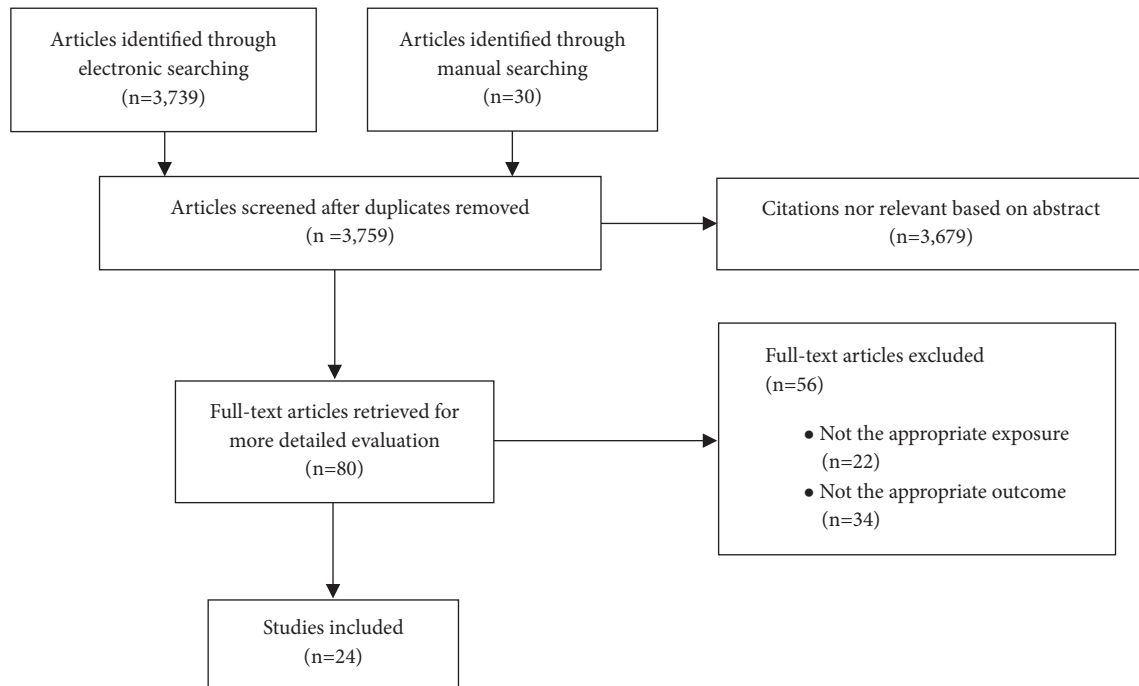 Articles identified through
electronic searching
(n=3,739)
Articles identified through
manual searching
(n=30)
Articles screened after duplicates removed
(n =3,759)
Citations nor relevant based on abstract
(n=3,679)
Full-text articles retrieved for
more detailed evaluation
(n=80)
Full-text articles excluded
(n=56)
• Not the appropriate exposure
(n=22)
• Not the appropriate outcome
(n=34)
Studies included
(n=24)